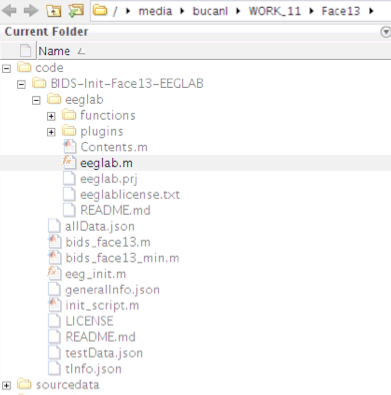 / media bucanl WORK_11 Face13
Current Folder
Name
code
BIDS-Init-Face13-EEGLAB
eeglab
functions
plugins
Contents.m
eeglab.m
eeglab.prj
eeglablicense.txt
README.md
allData.json
bids_face13.m
bids_face13_min.m
eeg_init.m
generalInfo.json
init_script.m
LICENSE
README.md
testData.json
tInfo.json
sourcedata